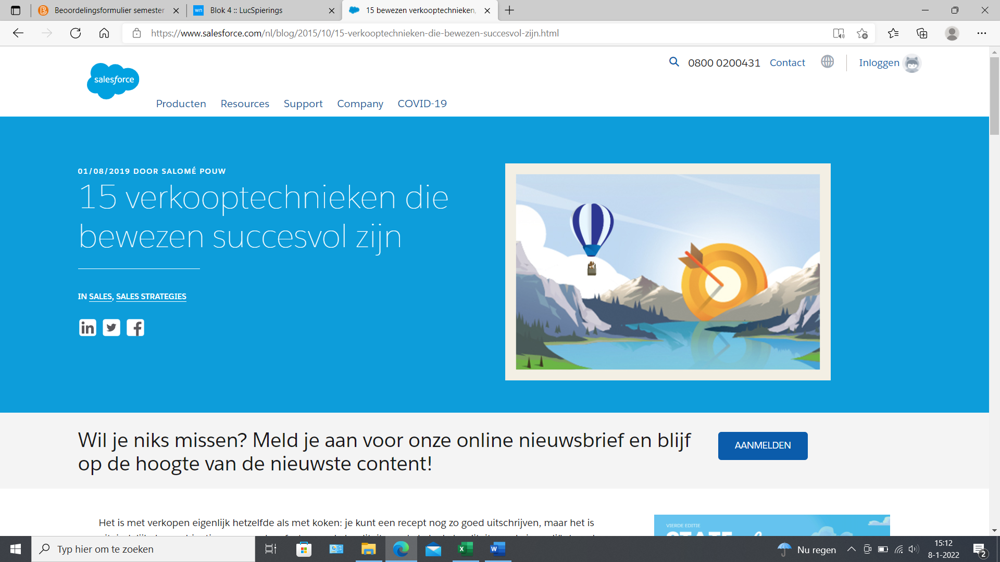 Beoordelingsformulier semester
Blok 4 :: LucSpierings
15 bewezen verkooptechnieken,
https://www.salesforce.com/nl/blog/2015/10/15-verkooptechnieken-die-bewezen-succesvol-zijn.html
0800 0200431 Contact Inloggen
salesforce
Producten Resources Support Company COVID-19
01/08/2019 DOOR SALOMÉ POUW
15 verkooptechnieken die
bewezen succesvol zijn
IN SALES, SALES STRATEGIES
Wil je niks missen? Meld je aan voor onze online nieuwsbrief en blijf
op de hoogte van de nieuwste content!
AANMELDEN
Het is met verkopen eigenlijk hetzelfde als met koken: je kunt een recept nog zo goed uitschrijven, maar het is
VIERDE EDITIE
STATE
Typ hier om te zoeken
Nu regen
15:12
8-1-2022
2